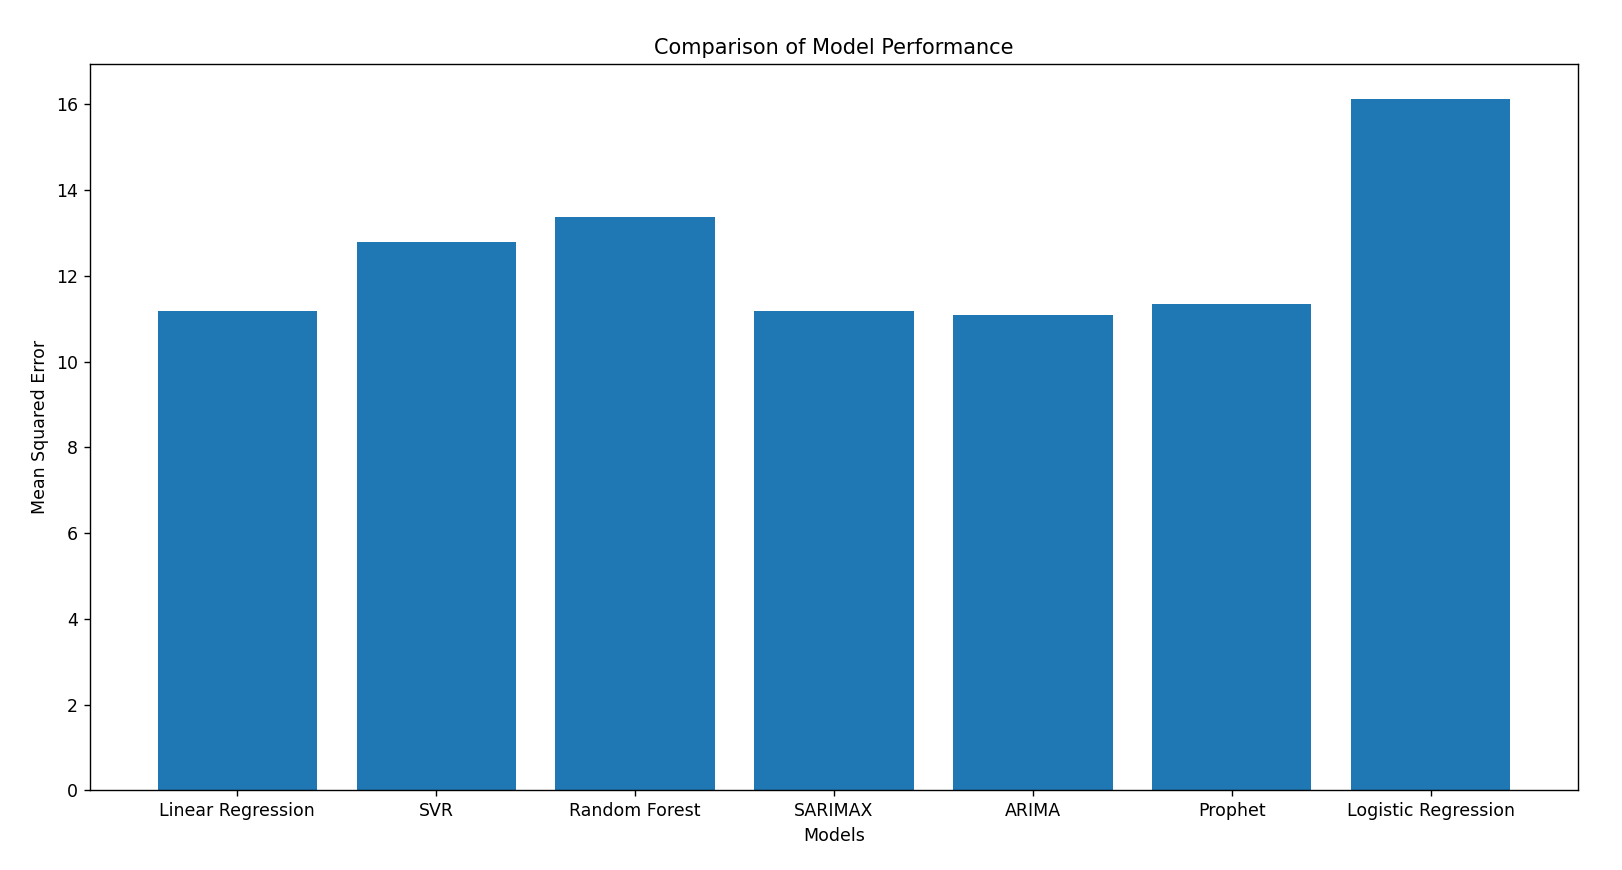 Comparison of Model Performance
16
14
12
10
8
6
4
2
0
Mean Squared Error
Linear Regression SVR Random Forest SARIMAX ARIMA Prophet Logistic Regression
Models